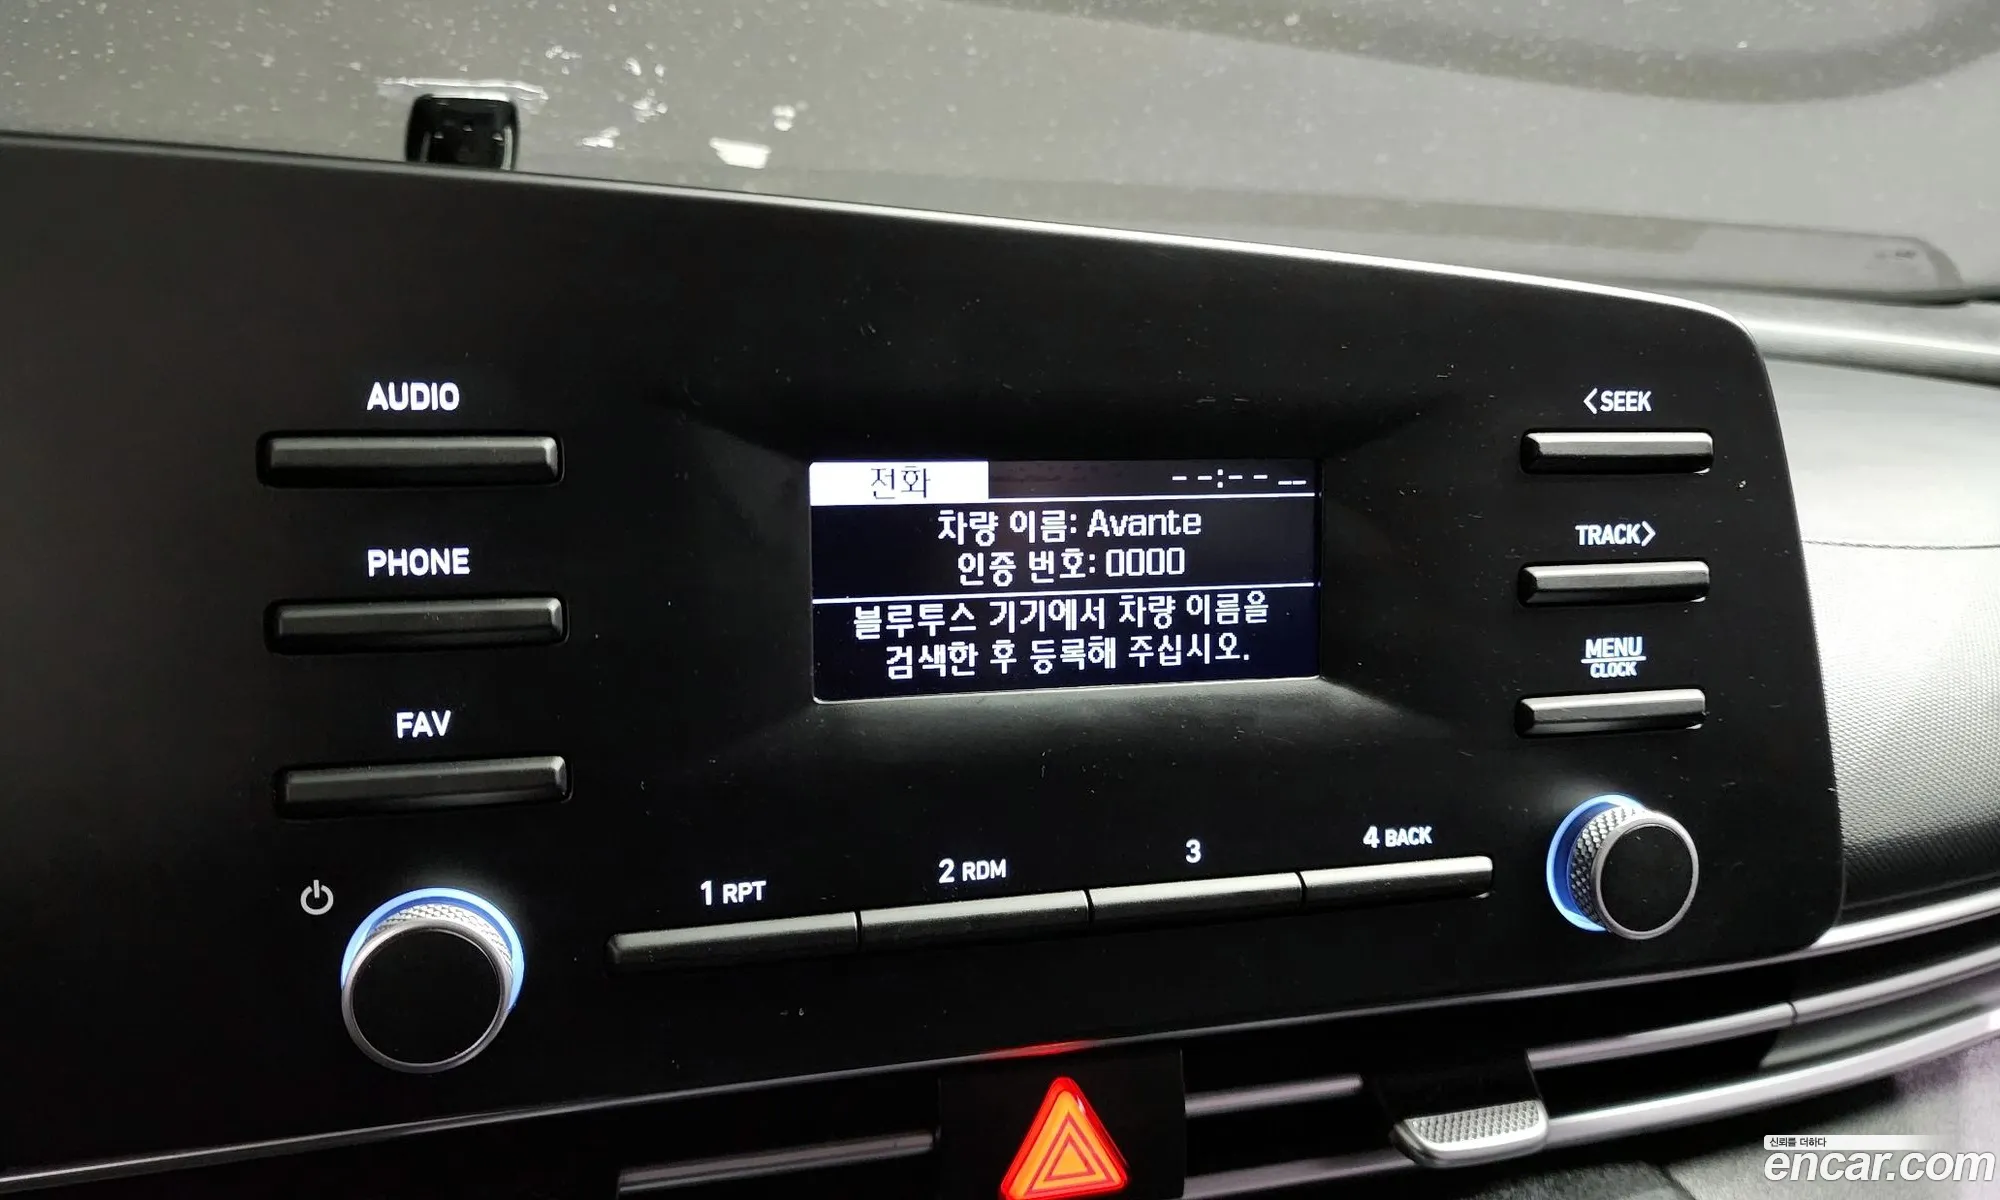 AUDIO
PHONE
FAV
전화
--:-- --
차량 이름: Avante
인증 번호: 0000
블루투스 기기에서 차량 이름을
검색한 후 등록해 주십시오.
<SEEK
TRACK>
MENU
CLOCK
1 RPT
2 RDM
3
4 BACK
신뢰를 더하다
encar.com